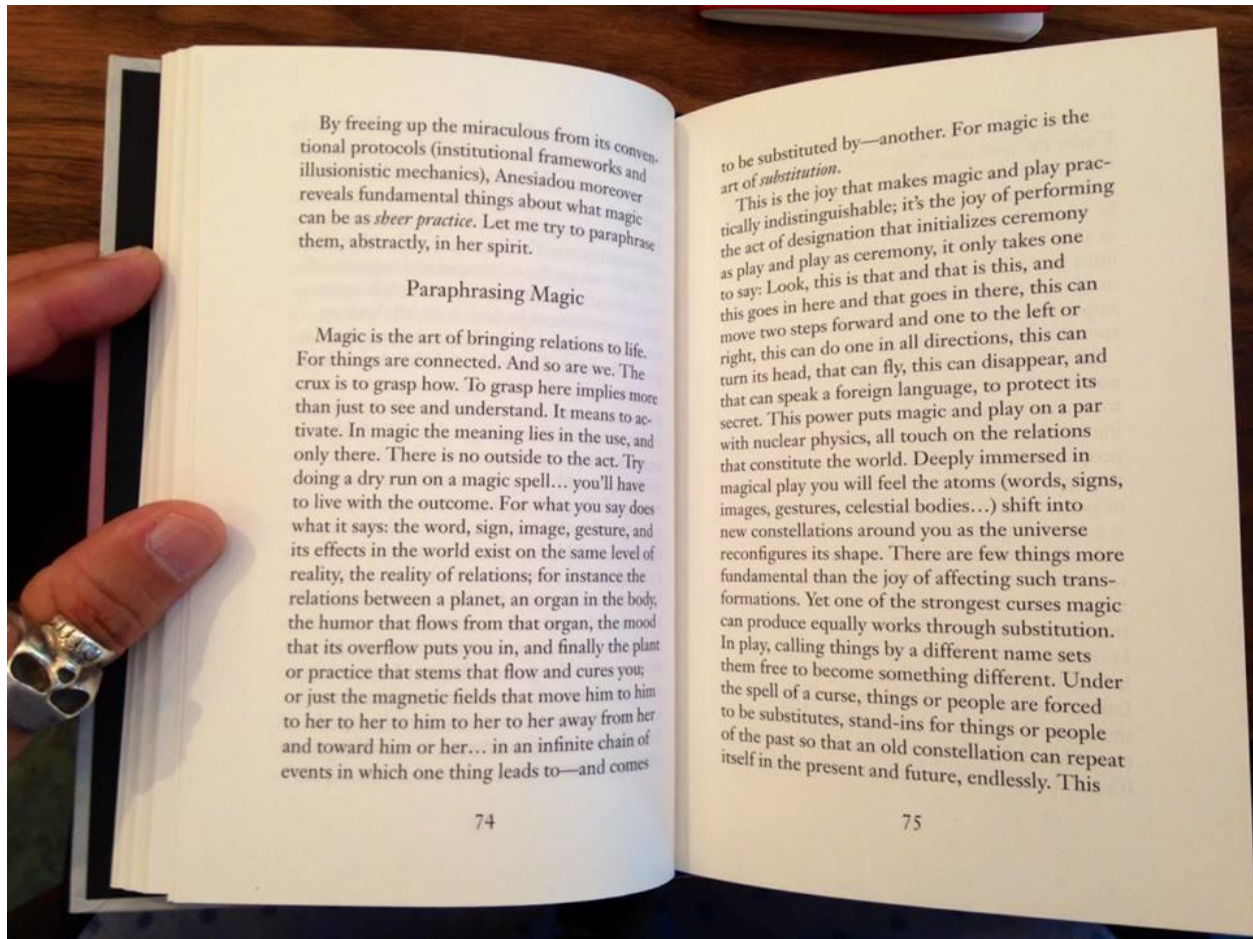 By freeing up the miraculous from its conven-
tional protocols (institutional frameworks and
illusionistic mechanics), Anesiadou moreover
reveals fundamental things about what magic
can be as sheer practice. Let me try to paraphrase
them, abstractly, in her spirit.
Paraphrasing Magic
Magic is the art of bringing relations to life.
For things are connected. And so are we. The
crux is to grasp how. To grasp here implies more
than just to see and understand. It means to ac-
tivate. In magic the meaning lies in the use, and
only there. There is no outside to the act. Try
doing a dry run on a magic spell… you'll have
to live with the outcome. For what you say does
what it says: the word, sign, image, gesture, and
its effects in the world exist on the same level of
reality, the reality of relations; for instance the
relations between a planet, an organ in the body,
the humor that flows from that organ, the mood
that its overflow puts you in, and finally the plant
or practice that stems that flow and cures you;
or just the magnetic fields that move him to him
to her to her to him to her to her away from her
and toward him or her… in an infinite chain of
events in which one thing leads to—and comes
74
to be substituted by—another. For magic is the
art of substitution.
This is the joy that makes magic and play prac-
tically indistinguishable; it's the joy of performing
the act of designation that initializes ceremony
as play and play as ceremony, it only takes one
to say: Look, this is that and that is this, and
this goes in here and that goes in there, this can
move two steps forward and one to the left or
right, this can do one in all directions, this can
turn its head, that can fly, this can disappear, and
that can speak a foreign language, to protect its
secret. This power puts magic and play on a par
with nuclear physics, all touch on the relations
that constitute the world. Deeply immersed in
magical play you will feel the atoms (words, signs,
images, gestures, celestial bodies…) shift into
new constellations around you as the universe
reconfigures its shape. There are few things more
fundamental than the joy of affecting such trans-
formations. Yet one of the strongest curses magic
can produce equally works through substitution.
In play, calling things by a different name sets
them free to become something different. Under
the spell of a curse, things or people are forced
to be substitutes, stand-ins for things or people
of the past so that an old constellation can repeat
itself in the present and future, endlessly. This
75